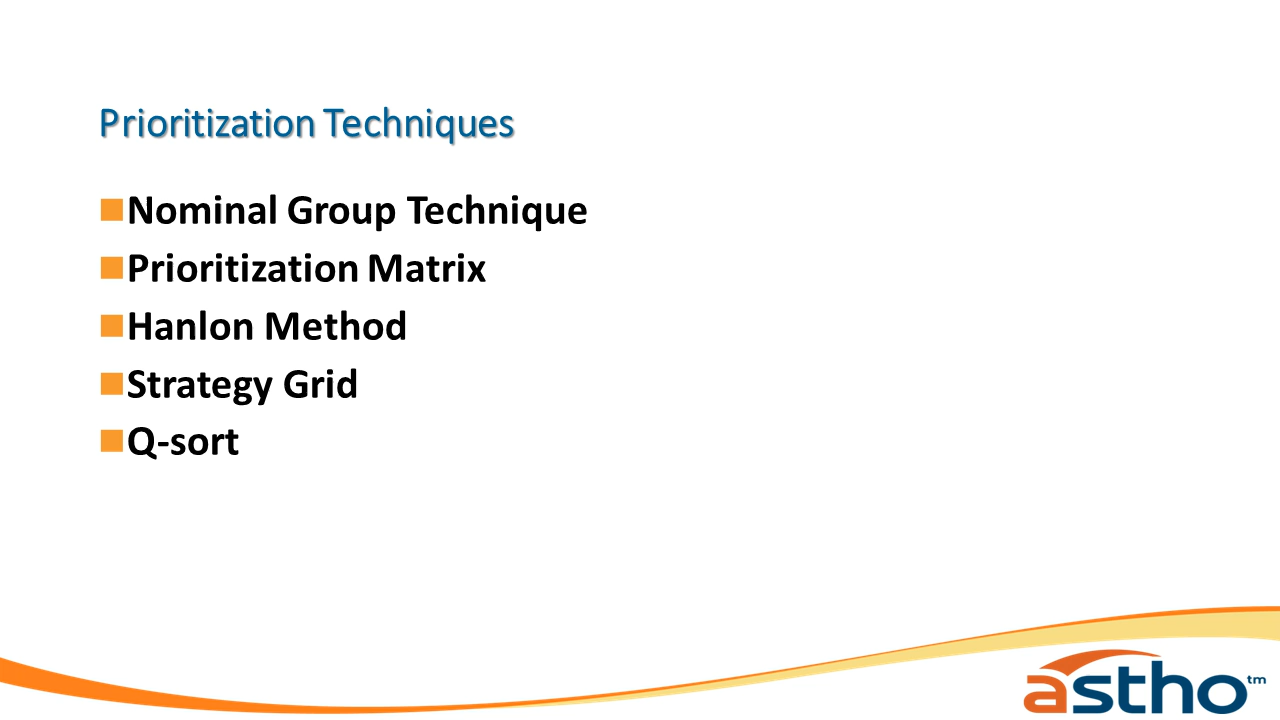 Prioritization Techniques
Nominal Group Technique
Prioritization Matrix
Hanlon Method
Strategy Grid
Q-sort
astho™